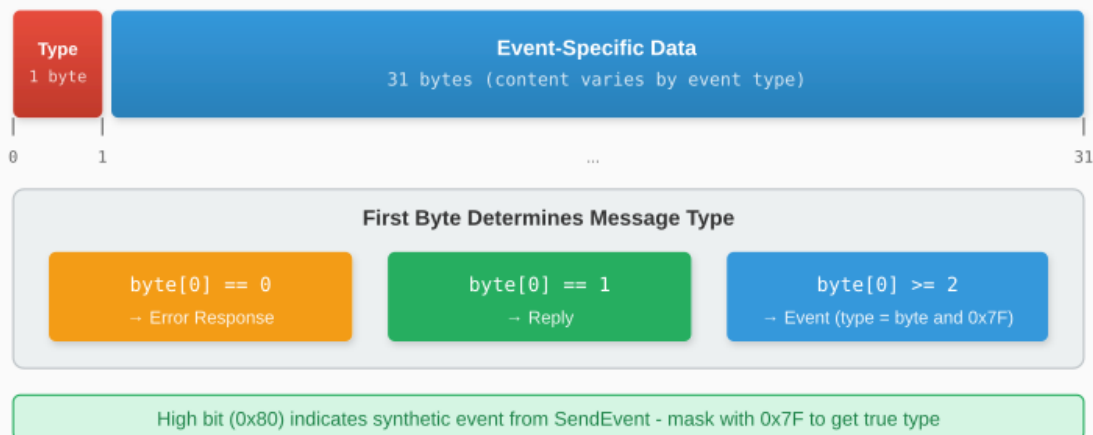 Type
1 byte
Event-Specific Data
31 bytes (content varies by event type)
0 1 ... 31
First Byte Determines Message Type
byte[0] == 0
→ Error Response
byte[0] == 1
→ Reply
byte[0] >= 2
→ Event (type = byte and 0x7F)
High bit (0x80) indicates synthetic event from SendEvent - mask with 0x7F to get true type